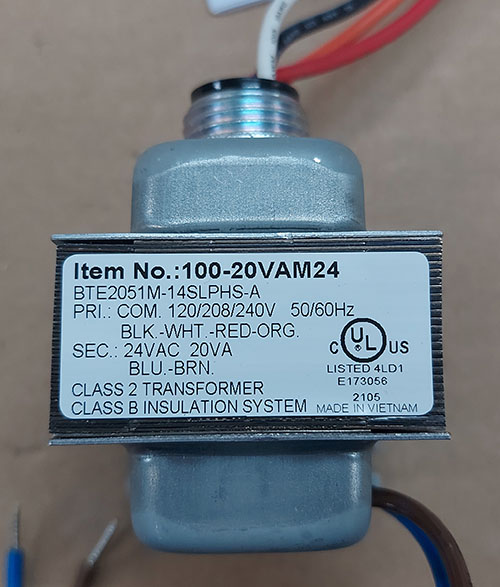 Item No.:100-20VAM24
BTE2051M-14SLPHS-A
PRI.: COM. 120/208/240V 50/60Hz
BLK.-WHT.-RED-ORG.
SEC.: 24VAC 20VA
BLU.-BRN.
CLASS 2 TRANSFORMER
CLASS B INSULATION SYSTEM
C UL US
LISTED 4LD1
E173056
2105
MADE IN VIETNAM